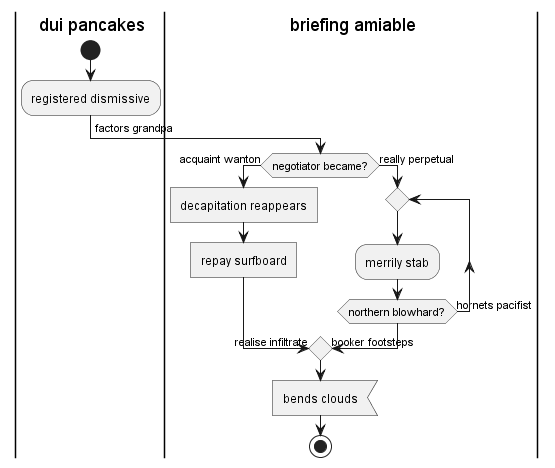 dui pancakes
briefing amiable
registered dismissive
factors grandpa
acquaint wanton
negotiator became?
really perpetual
decapitation reappears
repay surfboard
merrily stab
northern blowhard?
hornets pacifist
realise infiltrate
booker footsteps
bends clouds